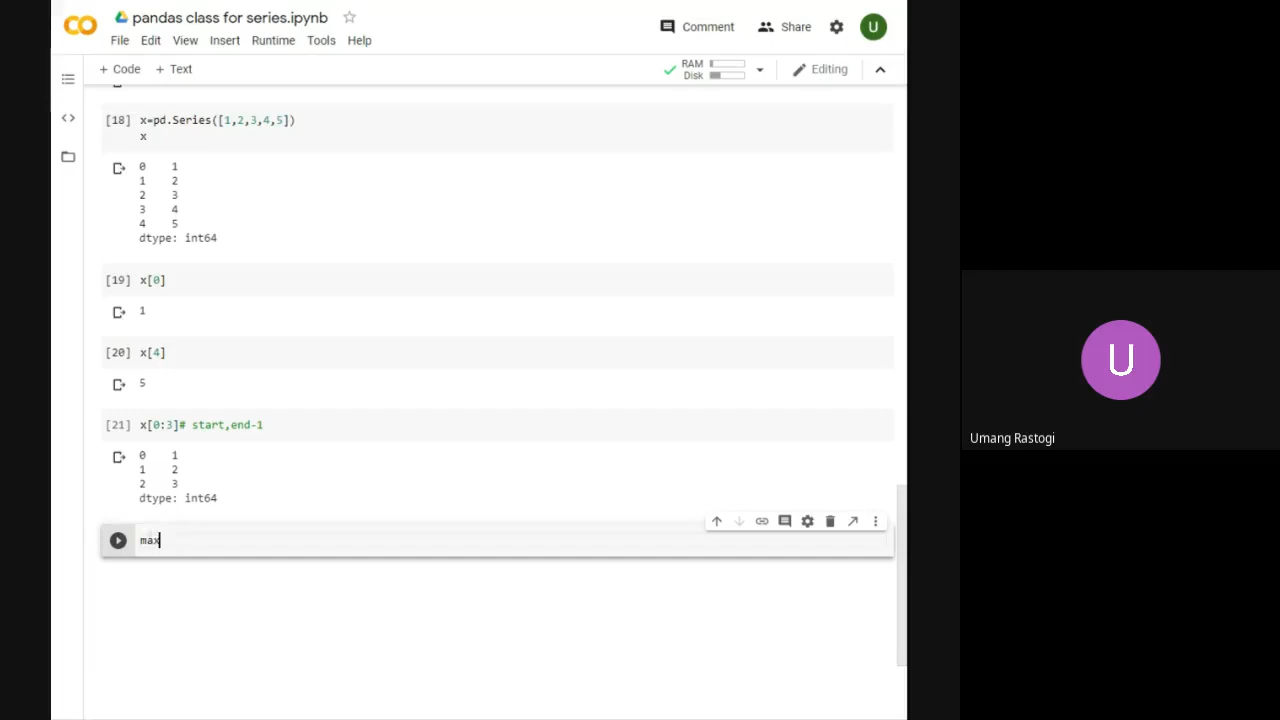 pandas class for series.ipynb
File Edit View Insert Runtime Tools Help
Comment Share U
+ Code + Text
RAM
Disk
Editing
[18] x=pd.Series([1,2,3,4,5])
x
0 1
1 2
2 3
3 4
4 5
dtype: int64
[19] x[0]
1
[20] x[4]
5
[21] x[0:3]# start,end-1
0 1
1 2
2 3
dtype: int64
max
U
Umang Rastogi